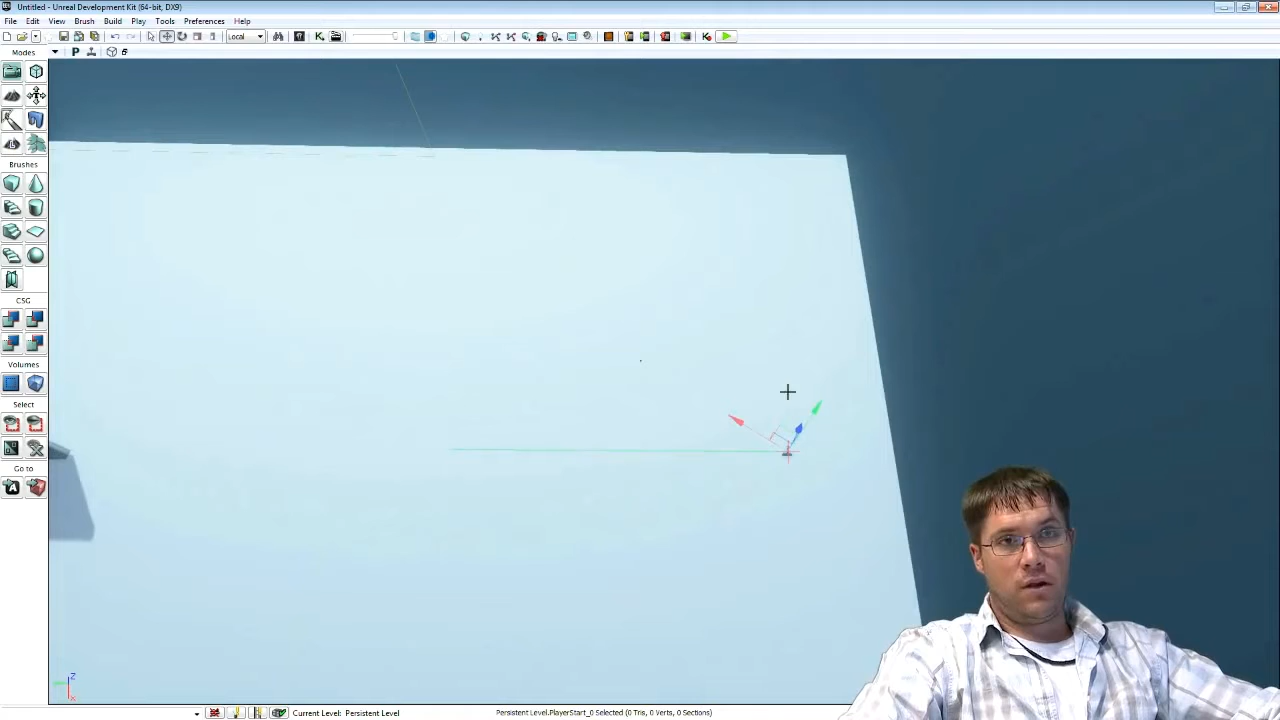 Untitled - Unreal Development Kit (64-bit, DX9)
File Edit View Brush Build Play Tools Preferences Help
Local
Modes
P
Brushes
CSG
Volumes
Select
Go to
Z
X
Current Level: Persistent Level
Persistent Level.PlayerStart_0 Selected (0 Tris, 0 Verts, 0 Sections)